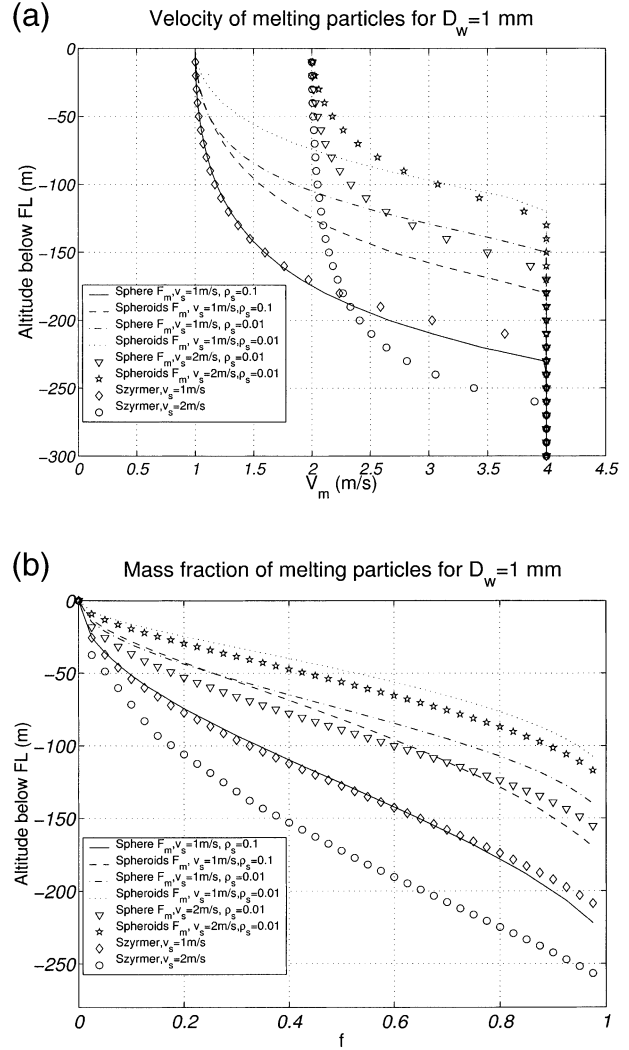 (a)
Velocity of melting particles for D_w=1 mm
0
−50
−100
−150
−200
−250
−300
Altitude below FL (m)
Sphere F_m,v_s=1m/s, ρ_s=0.1
Spheroids F_m, v_s=1m/s,ρ_s=0.1
Sphere F_m,v_s=1m/s, ρ_s=0.01
Spheroids F_m, v_s=1m/s,ρ_s=0.01
Sphere F_m,v_s=2m/s,ρ_s=0.01
Spheroids F_m, v_s=2m/s,ρ_s=0.01
Szyrmer,v_s=1m/s
Szyrmer,v_s=2m/s
0 0.5 1 1.5 2 2.5 3 3.5 4 4.5
V_m (m/s)
(b)
Mass fraction of melting particles for D_w=1 mm
0
−50
−100
−150
−200
−250
Altitude below FL (m)
Sphere F_m,v_s=1m/s, ρ_s=0.1
Spheroids F_m, v_s=1m/s,ρ_s=0.1
Sphere F_m,v_s=1m/s, ρ_s=0.01
Spheroids F_m, v_s=1m/s,ρ_s=0.01
Sphere F_m,v_s=2m/s,ρ_s=0.01
Spheroids F_m, v_s=2m/s,ρ_s=0.01
Szyrmer,v_s=1m/s
Szyrmer,v_s=2m/s
0 0.2 0.4 0.6 0.8 1
f